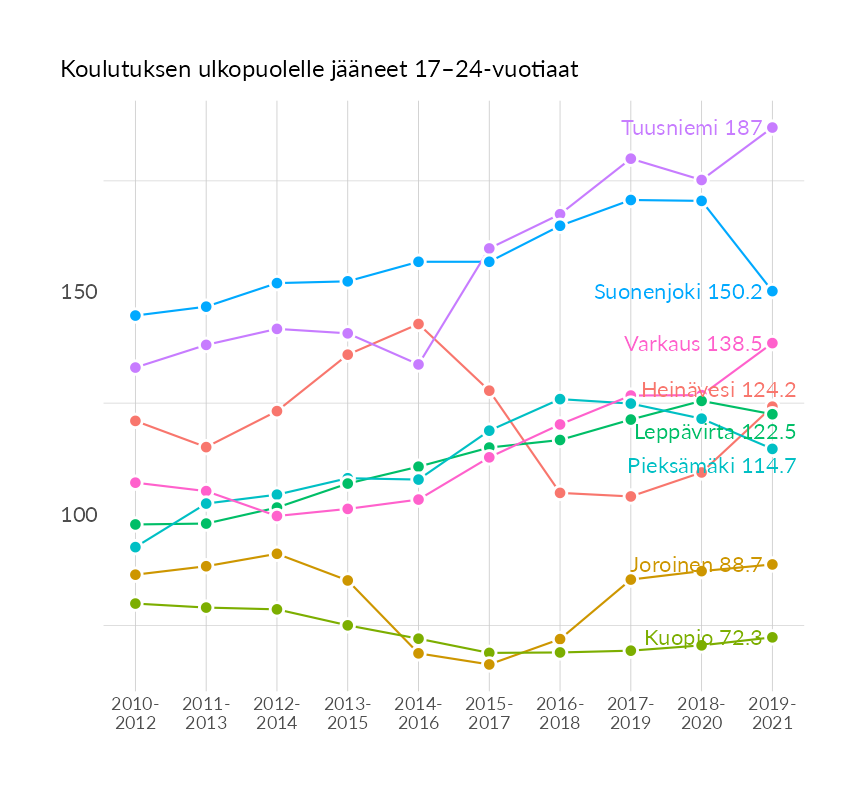 Koulutuksen ulkopuolelle jääneet 17–24-vuotiaat
Tuusniemi 187
150
Suonenjoki 150.2
Varkaus 138.5
Heinävesi 124.2
Leppävirta 122.5
Pieksämäki 114.7
100
Joroinen 88.7
Kuopio 72.3
2010- 2011- 2012- 2013- 2014- 2015- 2016- 2017- 2018- 2019-
2012 2013 2014 2015 2016 2017 2018 2019 2020 2021